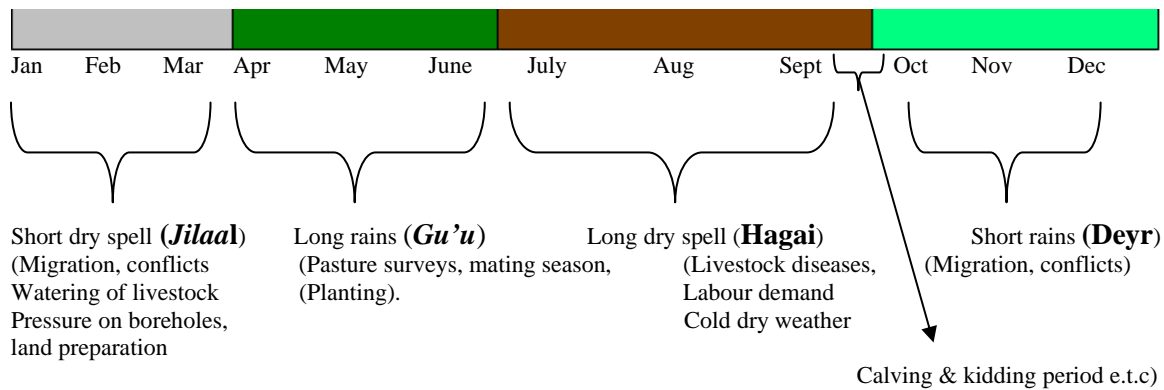 Jan Feb Mar Apr May June July Aug Sept Oct Nov Dec
Short dry spell (Jilaal)
(Migration, conflicts
Watering of livestock
Pressure on boreholes,
land preparation
Long rains (Gu’u)
(Pasture surveys, mating season,
(Planting).
Long dry spell (Hagai)
(Livestock diseases,
Labour demand
Cold dry weather
Short rains (Deyr)
(Migration, conflicts)
Calving & kidding period e.t.c)